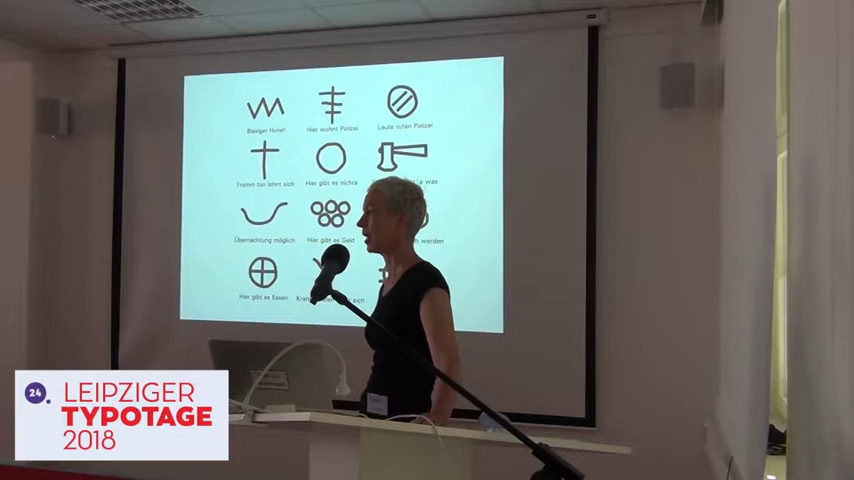 Bissiger Hund!
Hier wohnt Polizei
Leute rufen Polizei
Fromm tun lohnt sich
Hier gibt es nichts
was
Übernachtung möglich
Hier gibt es Geld
werden
Hier gibt es Essen
sich
24.
LEIPZIGER
TYPOTAGE
2018